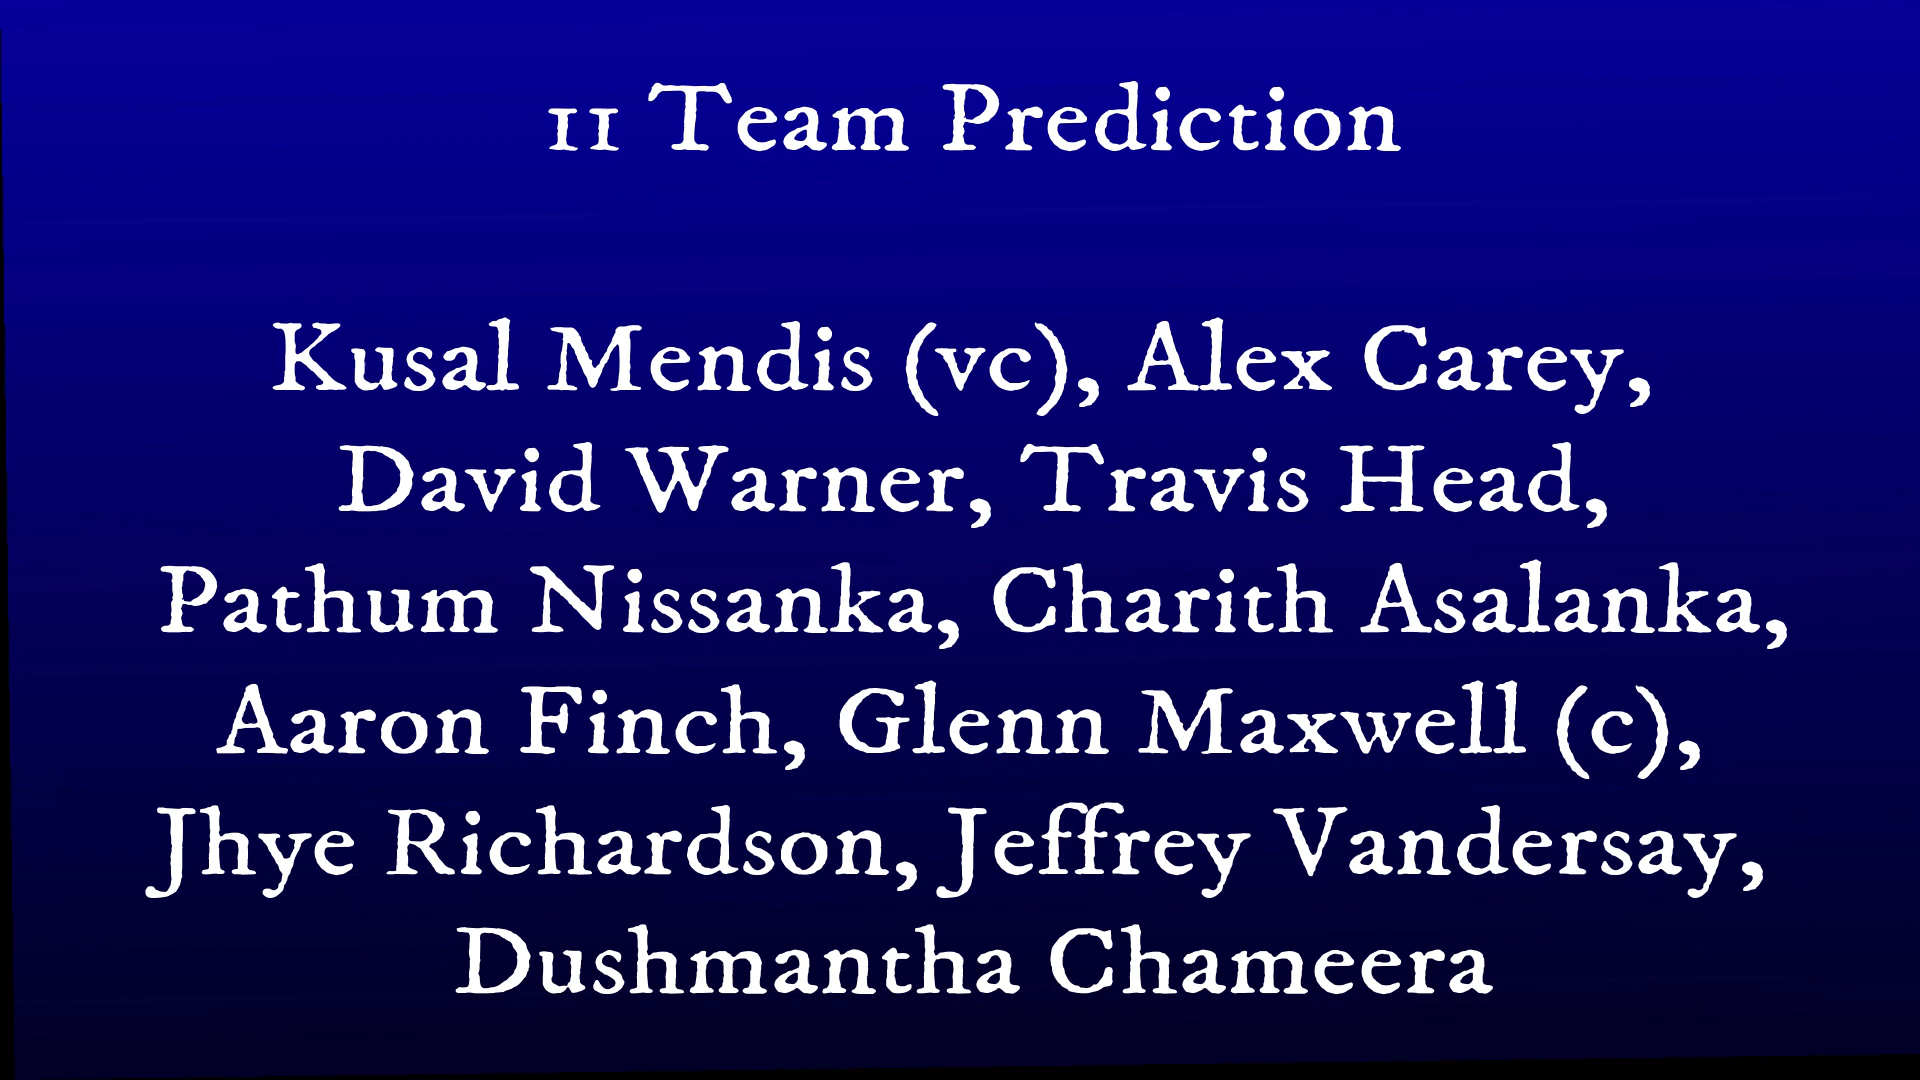 11 Team Prediction
Kusal Mendis (vc), Alex Carey,
David Warner, Travis Head,
Pathum Nissanka, Charith Asalanka,
Aaron Finch, Glenn Maxwell (c),
Jhye Richardson, Jeffrey Vandersay,
Dushmantha Chameera